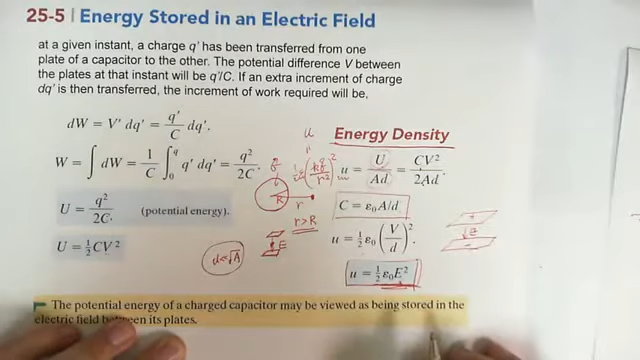 25-5 | Energy Stored in an Electric Field
at a given instant, a charge q′ has been transferred from one
plate of a capacitor to the other. The potential difference V between
the plates at that instant will be q′/C. If an extra increment of charge
dq′ is then transferred, the increment of work required will be,
dW = V′ dq′ = q′/C dq′.
W = ∫ dW = 1/C ∫₀^q q′ dq′ = q²/2C.
U = q²/2C. (potential energy).
U = ½CV²
u
Energy Density
u = U/Ad = CV²/2Ad
q
R
r
r>R
C = ε₀A/d
u = ½ε₀(V/d)².
u = ½ε₀E²
E
d<<√A
E
The potential energy of a charged capacitor may be viewed as being stored in the
electric field between its plates.